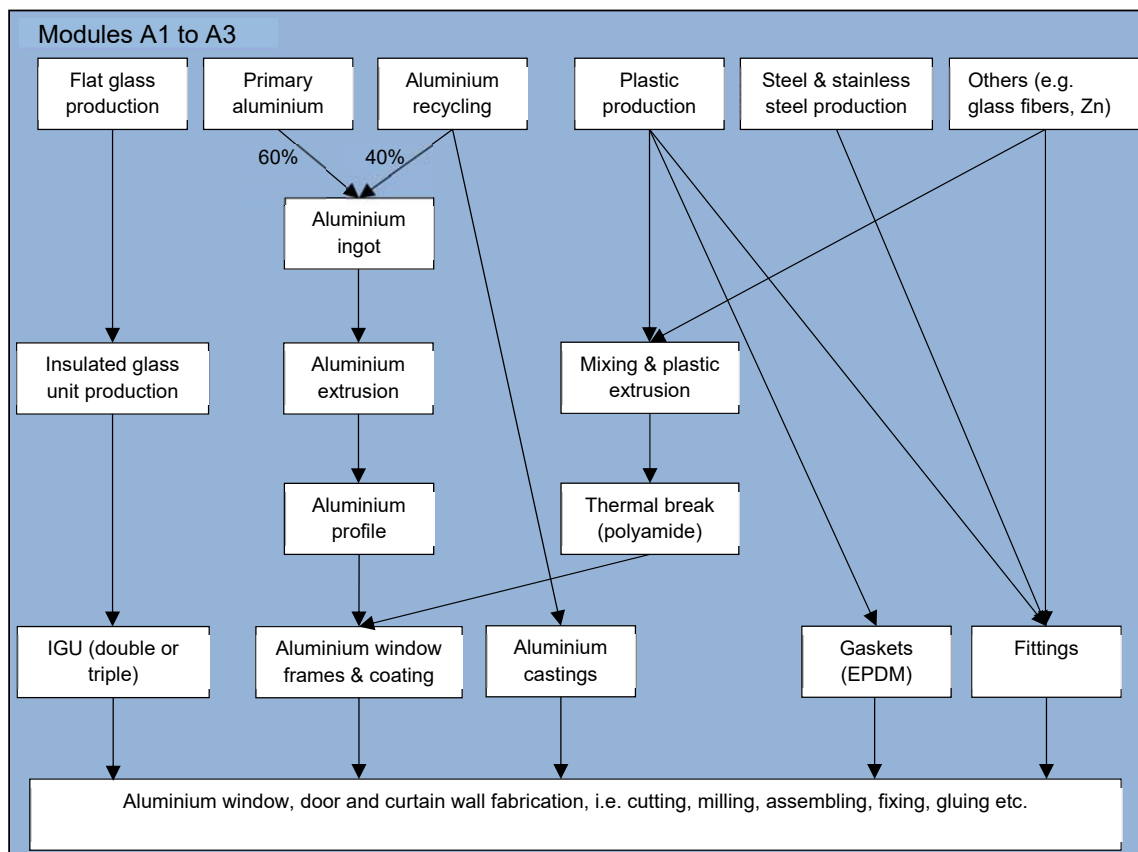 Modules A1 to A3
Flat glass
production
Primary
aluminium
Aluminium
recycling
Plastic
production
Steel & stainless
steel production
Others (e.g.
glass fibers, Zn)
60%
40%
Aluminium
ingot
Insulated glass
unit production
Aluminium
extrusion
Mixing & plastic
extrusion
Aluminium
profile
Thermal break
(polyamide)
IGU (double or
triple)
Aluminium window
frames & coating
Aluminium
castings
Gaskets
(EPDM)
Fittings
Aluminium window, door and curtain wall fabrication, i.e. cutting, milling, assembling, fixing, gluing etc.